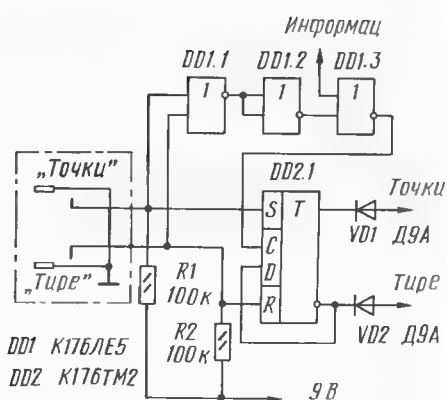 Информац
DD1.1
DD1.2
DD1.3
1
1
1
„Точки"
„Тире"
DD2.1
S
T
C
D
R
Точки
VD1 Д9А
Тире
VD2 Д9А
R1
100к
R2
100к
DD1 К176ЛЕ5
DD2 К176ТМ2
9 В